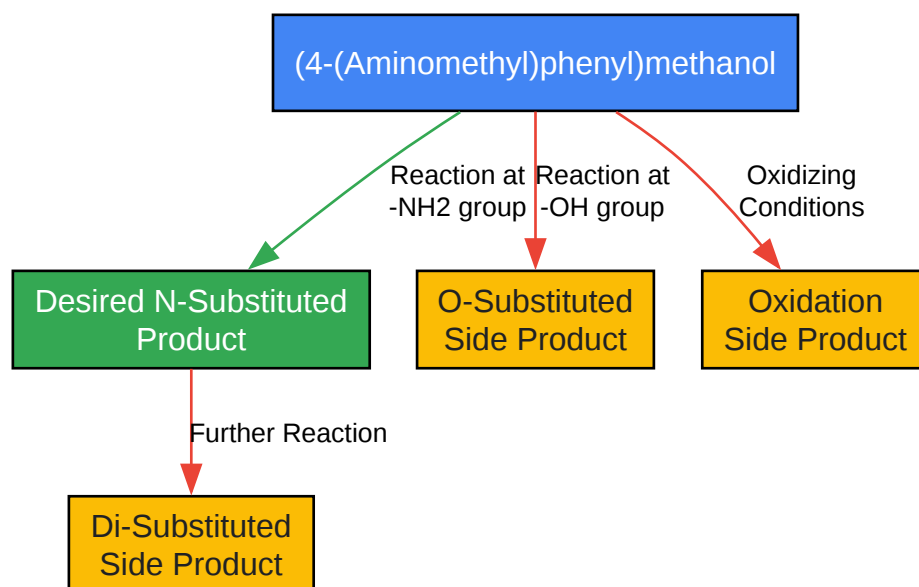 (4-(Aminomethyl)phenyl)methanol
Reaction at
-NH2 group
Reaction at
-OH group
Oxidizing
Conditions
Desired N-Substituted
Product
O-Substituted
Side Product
Oxidation
Side Product
Further Reaction
Di-Substituted
Side Product